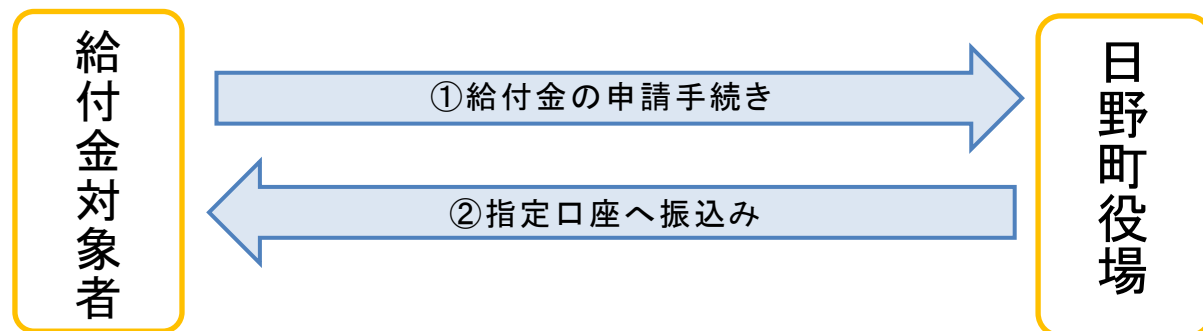 給付金対象者
①給付金の申請手続き
②指定口座へ振込み
日野町役場